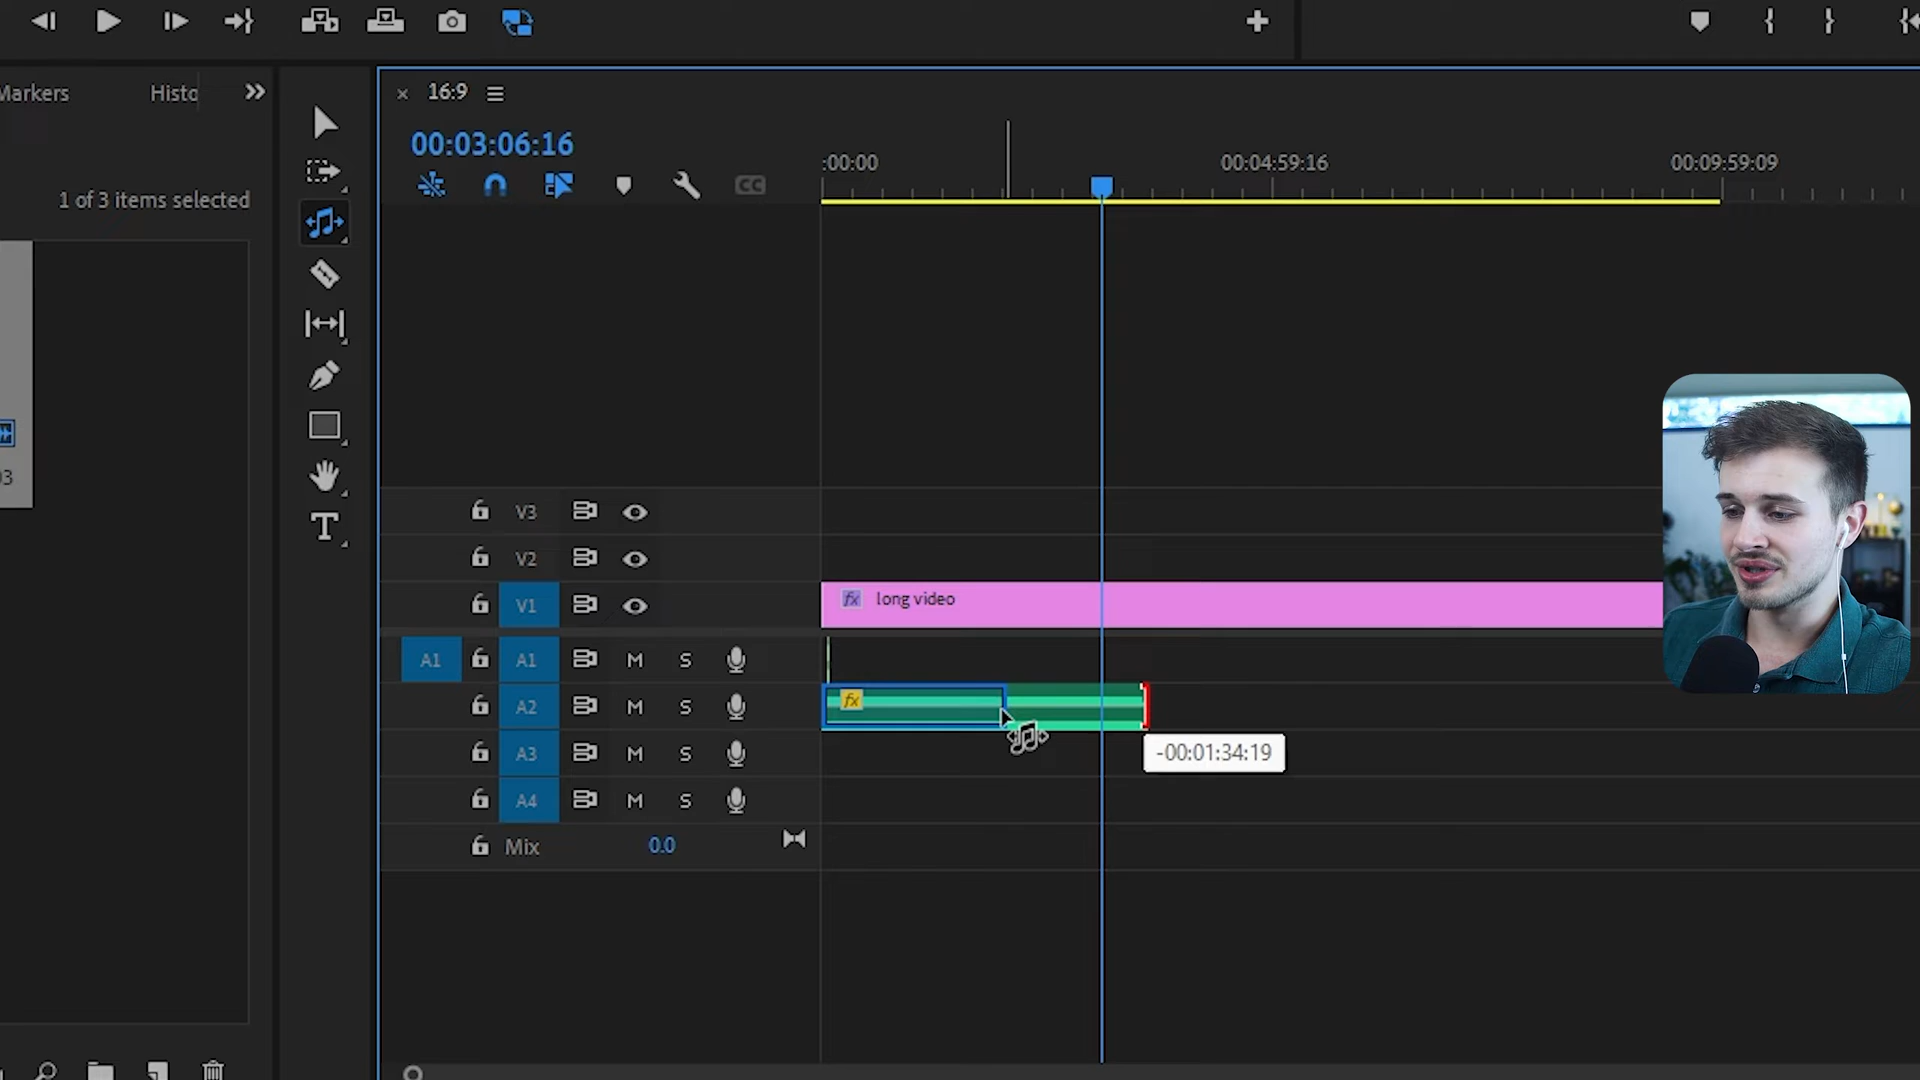 Markers
Histo
16:9
00:03:06:16
:00:00
00:04:59:16
00:09:59:09
CC
1 of 3 items selected
03
T
V3
V2
V1
fx long video
A1 A1 M S
A2 M S
fx
-00:01:34:19
A3 M S
A4 M S
Mix 0.0